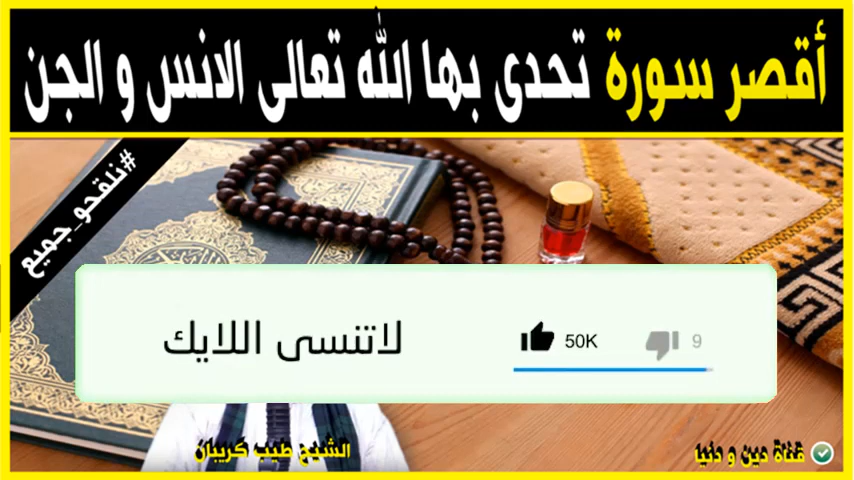 أقصر سورة تحدى بها الله تعالى الانس و الجن
#نلقحو_جميع
لاتنسى اللايك
50K
9
الشيخ طيب كريبان
قناة دين و دنيا